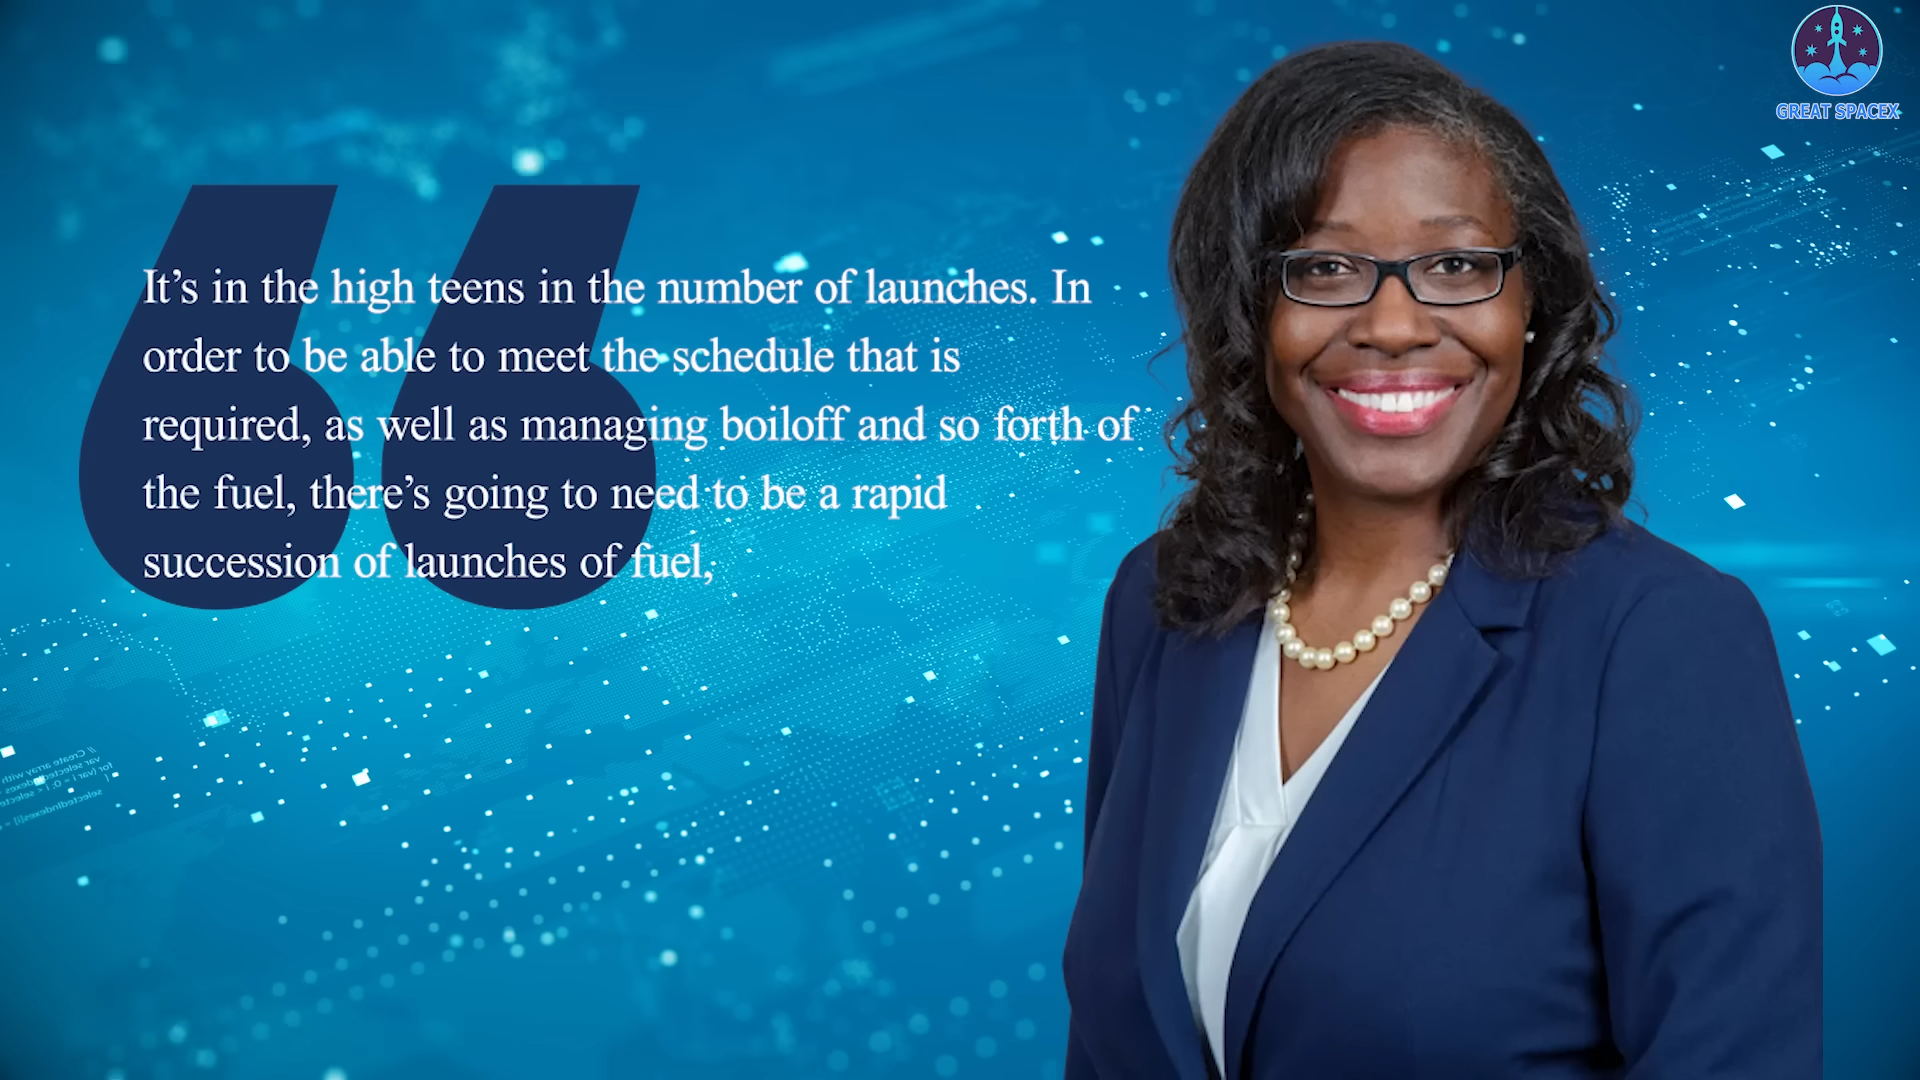 GREAT SPACEX
It’s in the high teens in the number of launches. In
order to be able to meet the schedule that is
required, as well as managing boiloff and so forth of
the fuel, there’s going to need to be a rapid
succession of launches of fuel,